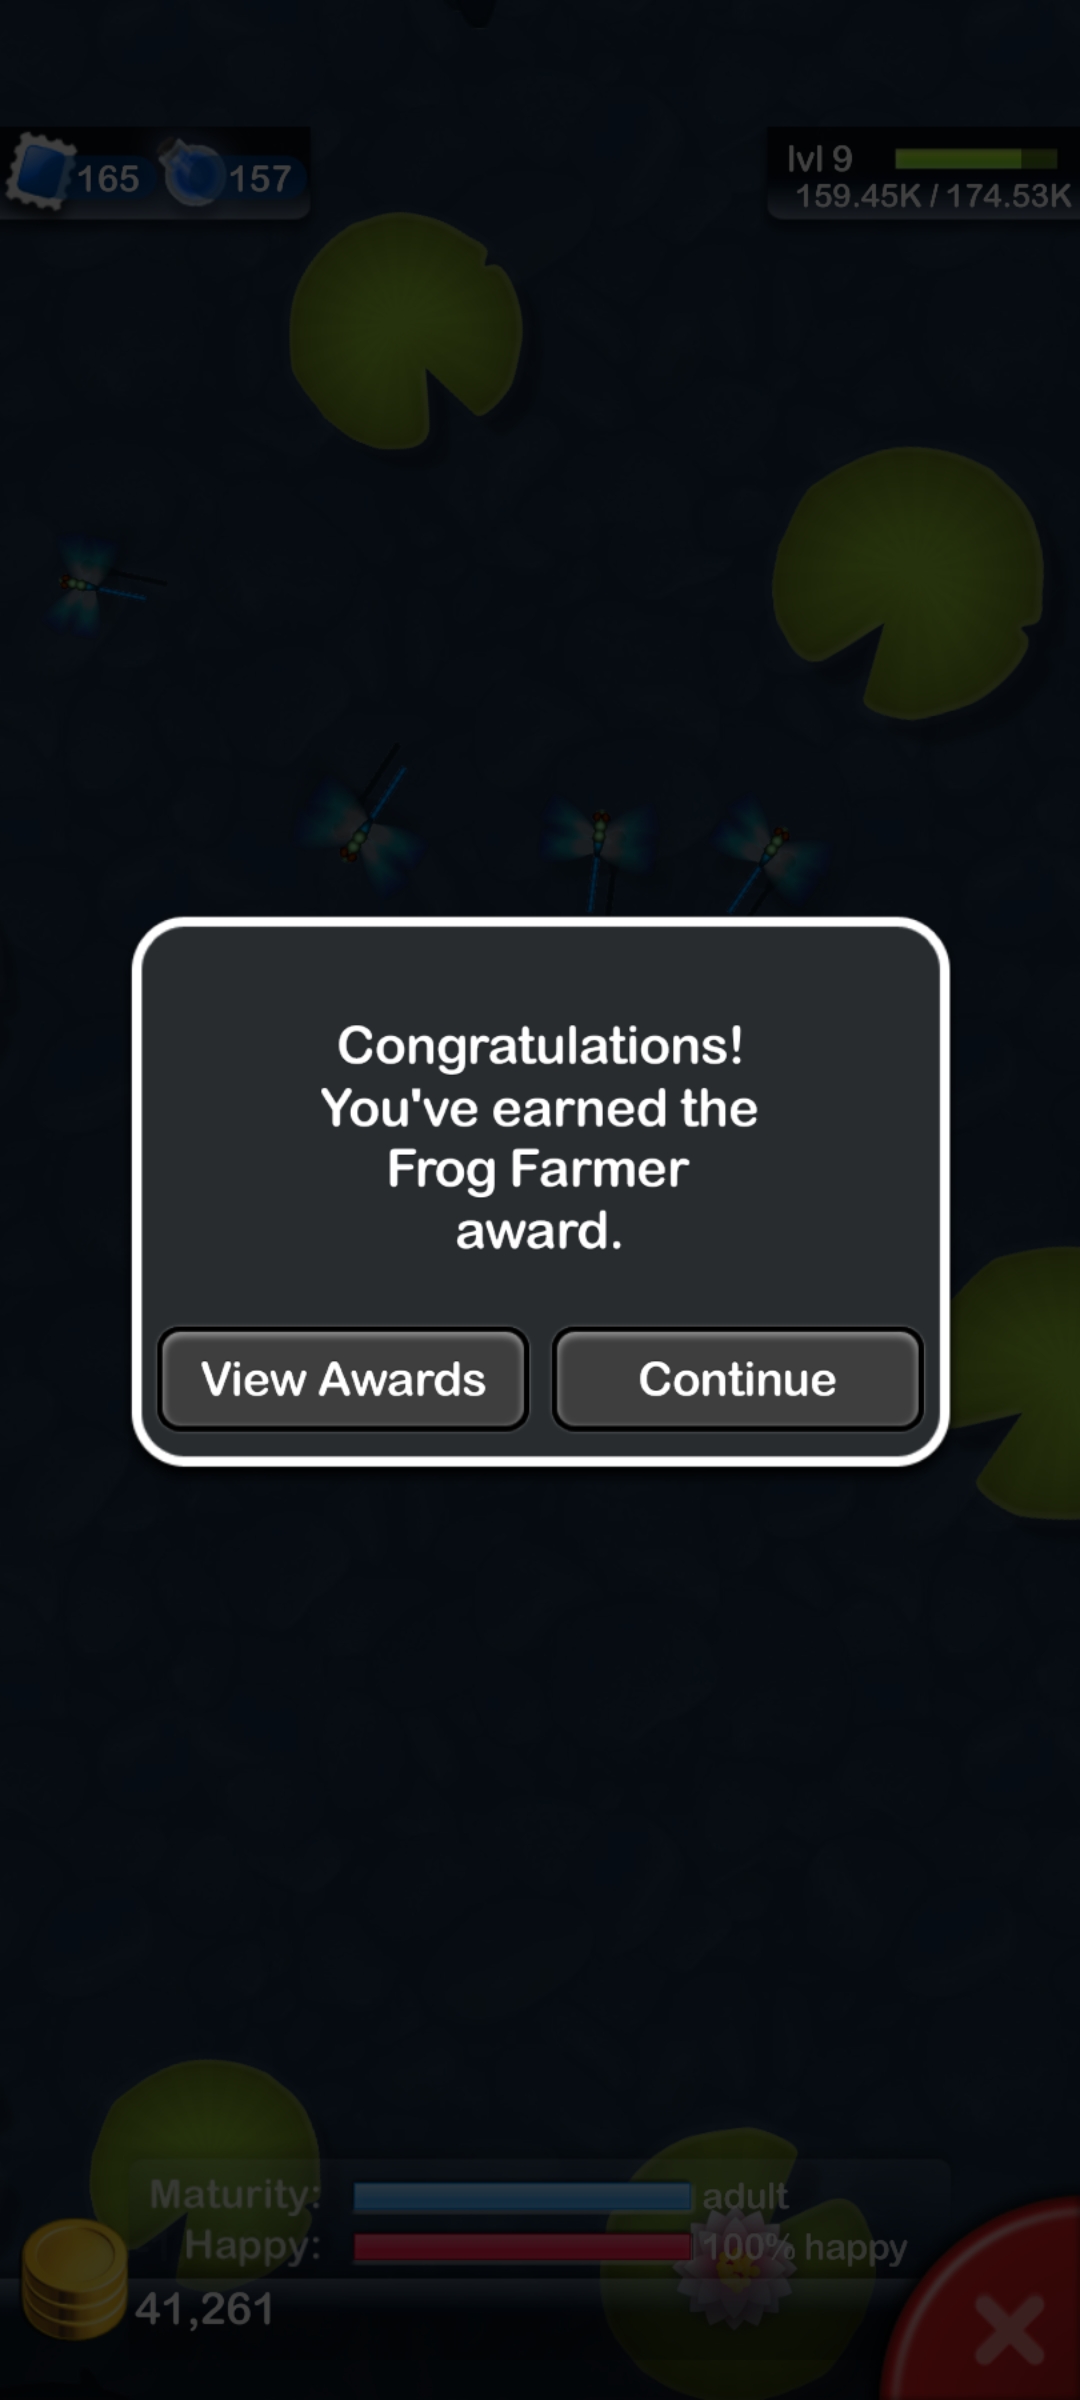 165 157
lvl 9
159.45K / 174.53K
Congratulations!
You've earned the
Frog Farmer
award.
View Awards
Continue
Maturity: adult
Happy: 100% happy
41,261